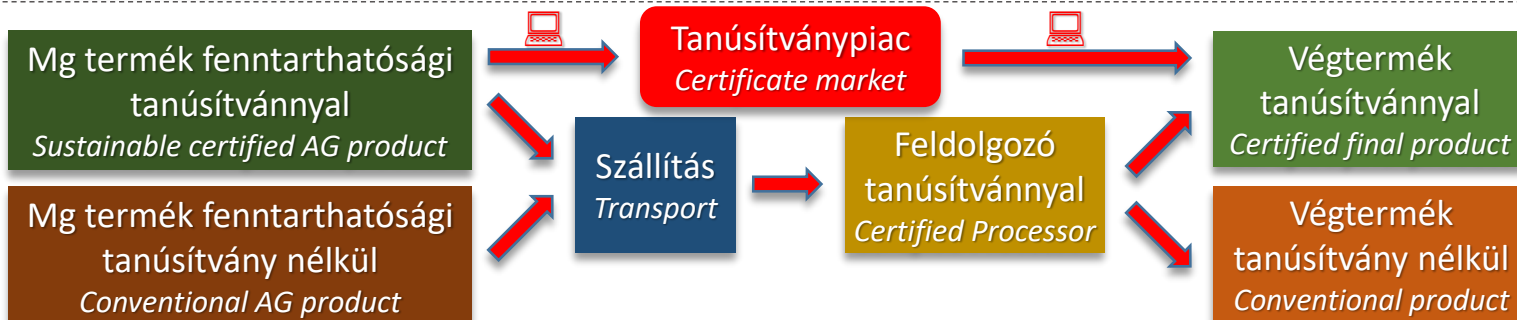 Mg termék fenntarthatósági
tanúsítvánnyal
Sustainable certified AG product
Tanúsítványpiac
Certificate market
Végtermék
tanúsítvánnyal
Certified final product
Szállítás
Transport
Feldolgozó
tanúsítvánnyal
Certified Processor
Mg termék fenntarthatósági
tanúsítvány nélkül
Conventional AG product
Végtermék
tanúsítvány nélkül
Conventional product